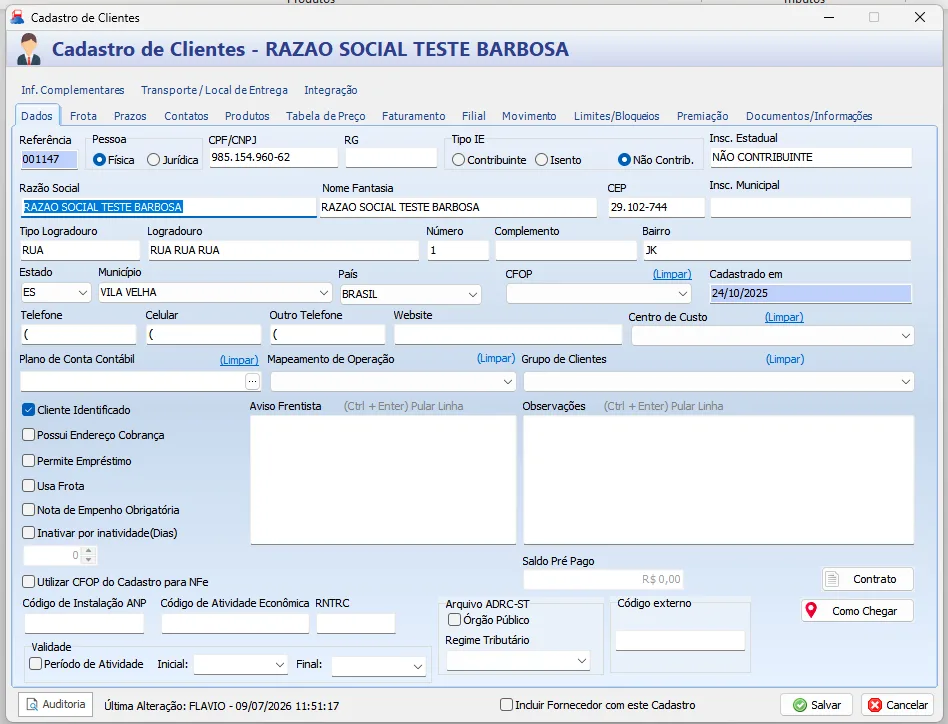 Cadastro de Clientes
Cadastro de Clientes - RAZAO SOCIAL TESTE BARBOSA
Inf. Complementares Transporte / Local de Entrega Integração
Dados Frota Prazos Contatos Produtos Tabela de Preço Faturamento Filial Movimento Limites/Bloqueios Premiação Documentos/Informações
Referência Pessoa CPF/CNPJ RG Tipo IE Insc. Estadual
001147 Física Jurídica 985.154.960-62 Contribuinte Isento Não Contrib. NÃO CONTRIBUINTE
Razão Social Nome Fantasia CEP Insc. Municipal
RAZAO SOCIAL TESTE BARBOSA RAZAO SOCIAL TESTE BARBOSA 29.102-744
Tipo Logradouro Logradouro Número Complemento Bairro
RUA RUA RUA RUA 1 JK
Estado Município País CFOP (Limpar) Cadastrado em
ES VILA VELHA BRASIL 24/10/2025
Telefone Celular Outro Telefone Website Centro de Custo (Limpar)
( ( (
Plano de Conta Contábil (Limpar) Mapeamento de Operação (Limpar) Grupo de Clientes (Limpar)
...
Cliente Identificado Aviso Frentista (Ctrl + Enter) Pular Linha Observações (Ctrl + Enter) Pular Linha
Possui Endereço Cobrança
Permite Empréstimo
Usa Frota
Nota de Empenho Obrigatória
Inativar por inatividade(Dias)
0
Saldo Pré Pago
R$ 0,00
Utilizar CFOP do Cadastro para NFe Contrato
Código de Instalação ANP Código de Atividade Econômica RNTRC Arquivo ADRC-ST Código externo Como Chegar
Órgão Público
Regime Tributário
Validade
Período de Atividade Inicial: Final:
Auditoria Última Alteração: FLAVIO - 09/07/2026 11:51:17 Incluir Fornecedor com este Cadastro Salvar Cancelar